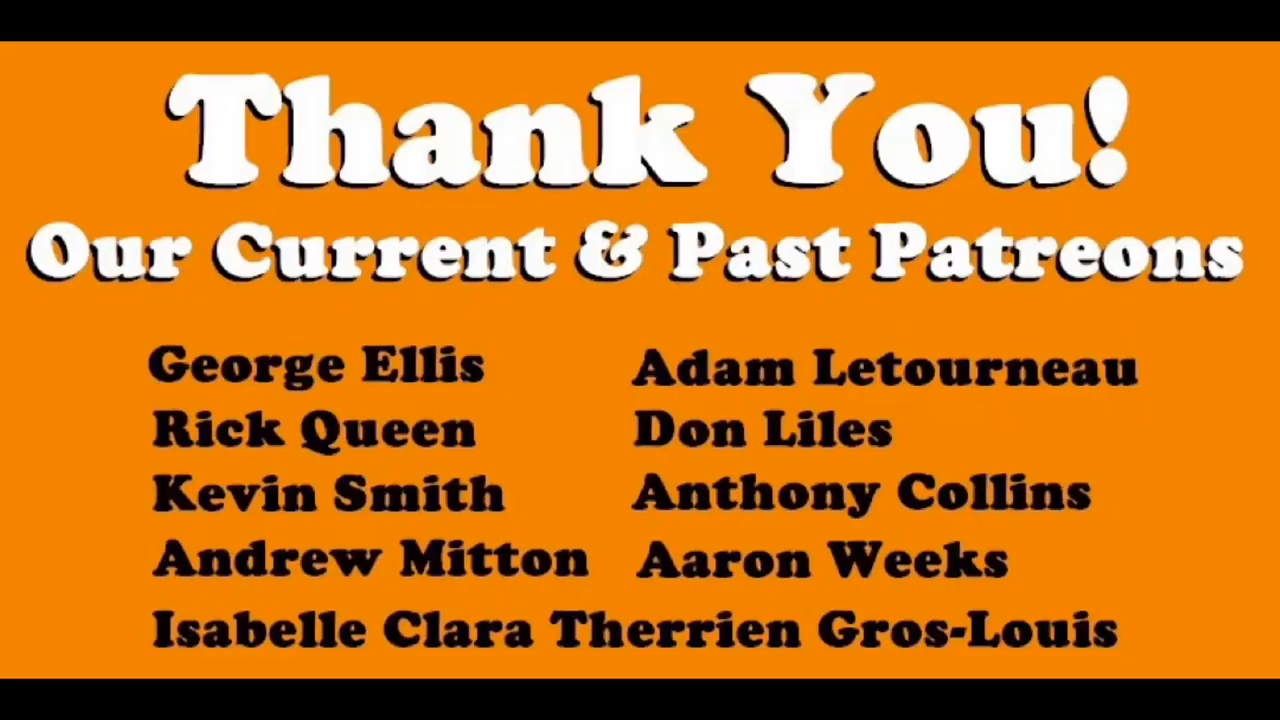 Thank You!
Our Current & Past Patreons
George Ellis
Adam Letourneau
Rick Queen
Don Liles
Kevin Smith
Anthony Collins
Andrew Mitton
Aaron Weeks
Isabelle Clara Therrien Gros-Louis